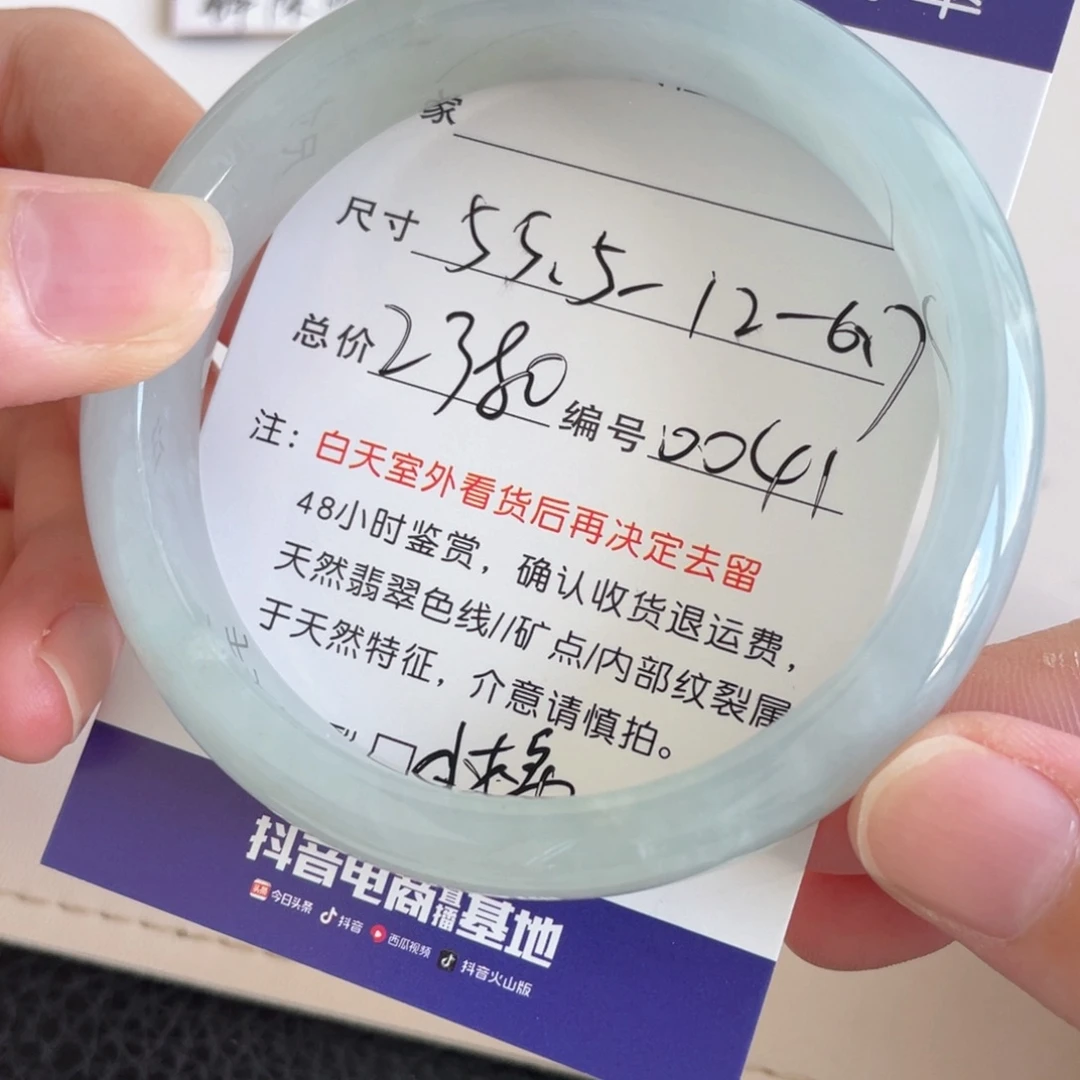 家
尺寸 55.5-12-6.7
总价 2380 编号 0041
注：白天室外看货后再决定去留
48小时鉴赏，确认收货退运费，
天然翡翠色线//矿点/内部纹裂属
于天然特征，介意请慎拍。
抖音电商直播基地
今日头条 抖音 西瓜视频 抖音火山版